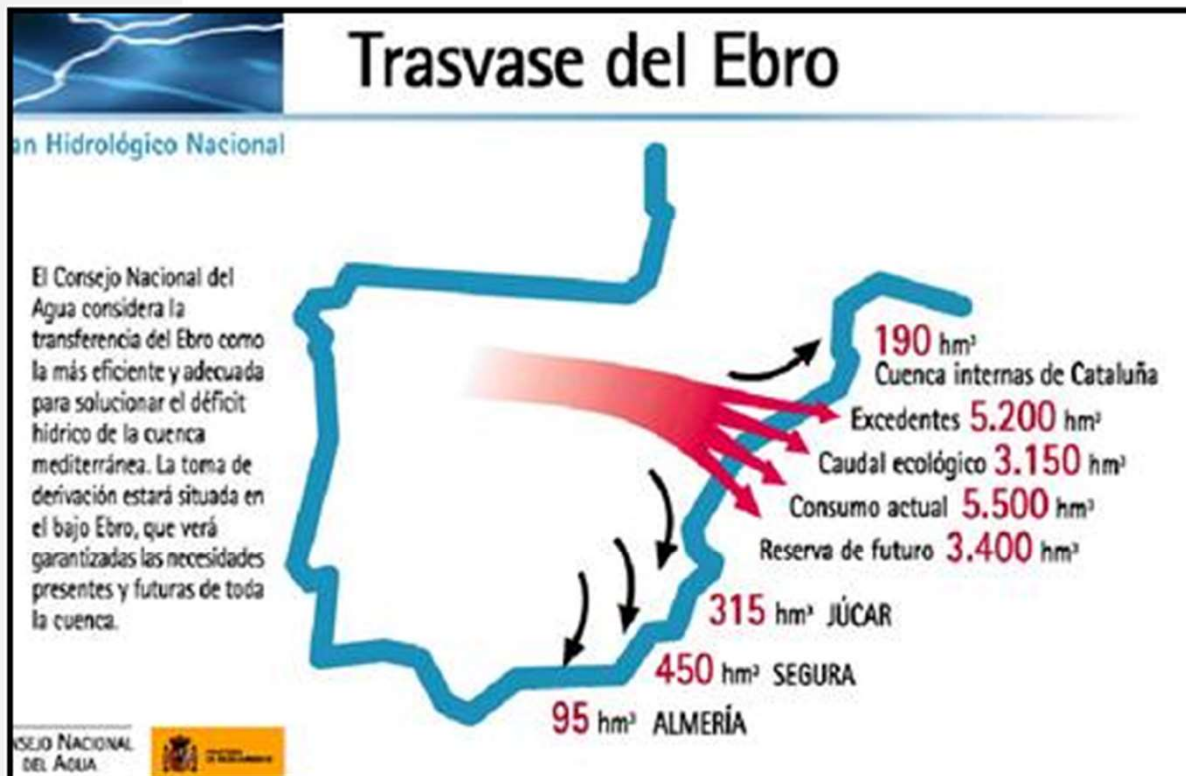 Trasvase del Ebro
an Hidrológico Nacional
El Consejo Nacional del
Agua considera la
transferencia del Ebro como
la más eficiente y adecuada
para solucionar el déficit
hídrico de la cuenca
mediterránea. La toma de
derivación estará situada en
el bajo Ebro, que verá
garantizadas las necesidades
presentes y futuras de toda
la cuenca.
190 hm³
Cuenca internas de Cataluña
Excedentes 5.200 hm³
Caudal ecológico 3.150 hm³
Consumo actual 5.500 hm³
Reserva de futuro 3.400 hm³
315 hm³ JÚCAR
450 hm³ SEGURA
95 hm³ ALMERÍA
NSEJO NACIONAL
DEL AGUA